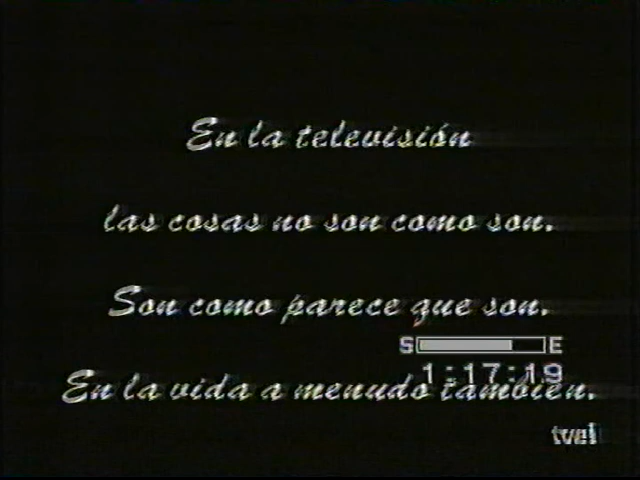 En la televisión
las cosas no son como son.
Son como parece que son.
S E
1:17:19
En la vida a menudo también.
tve1